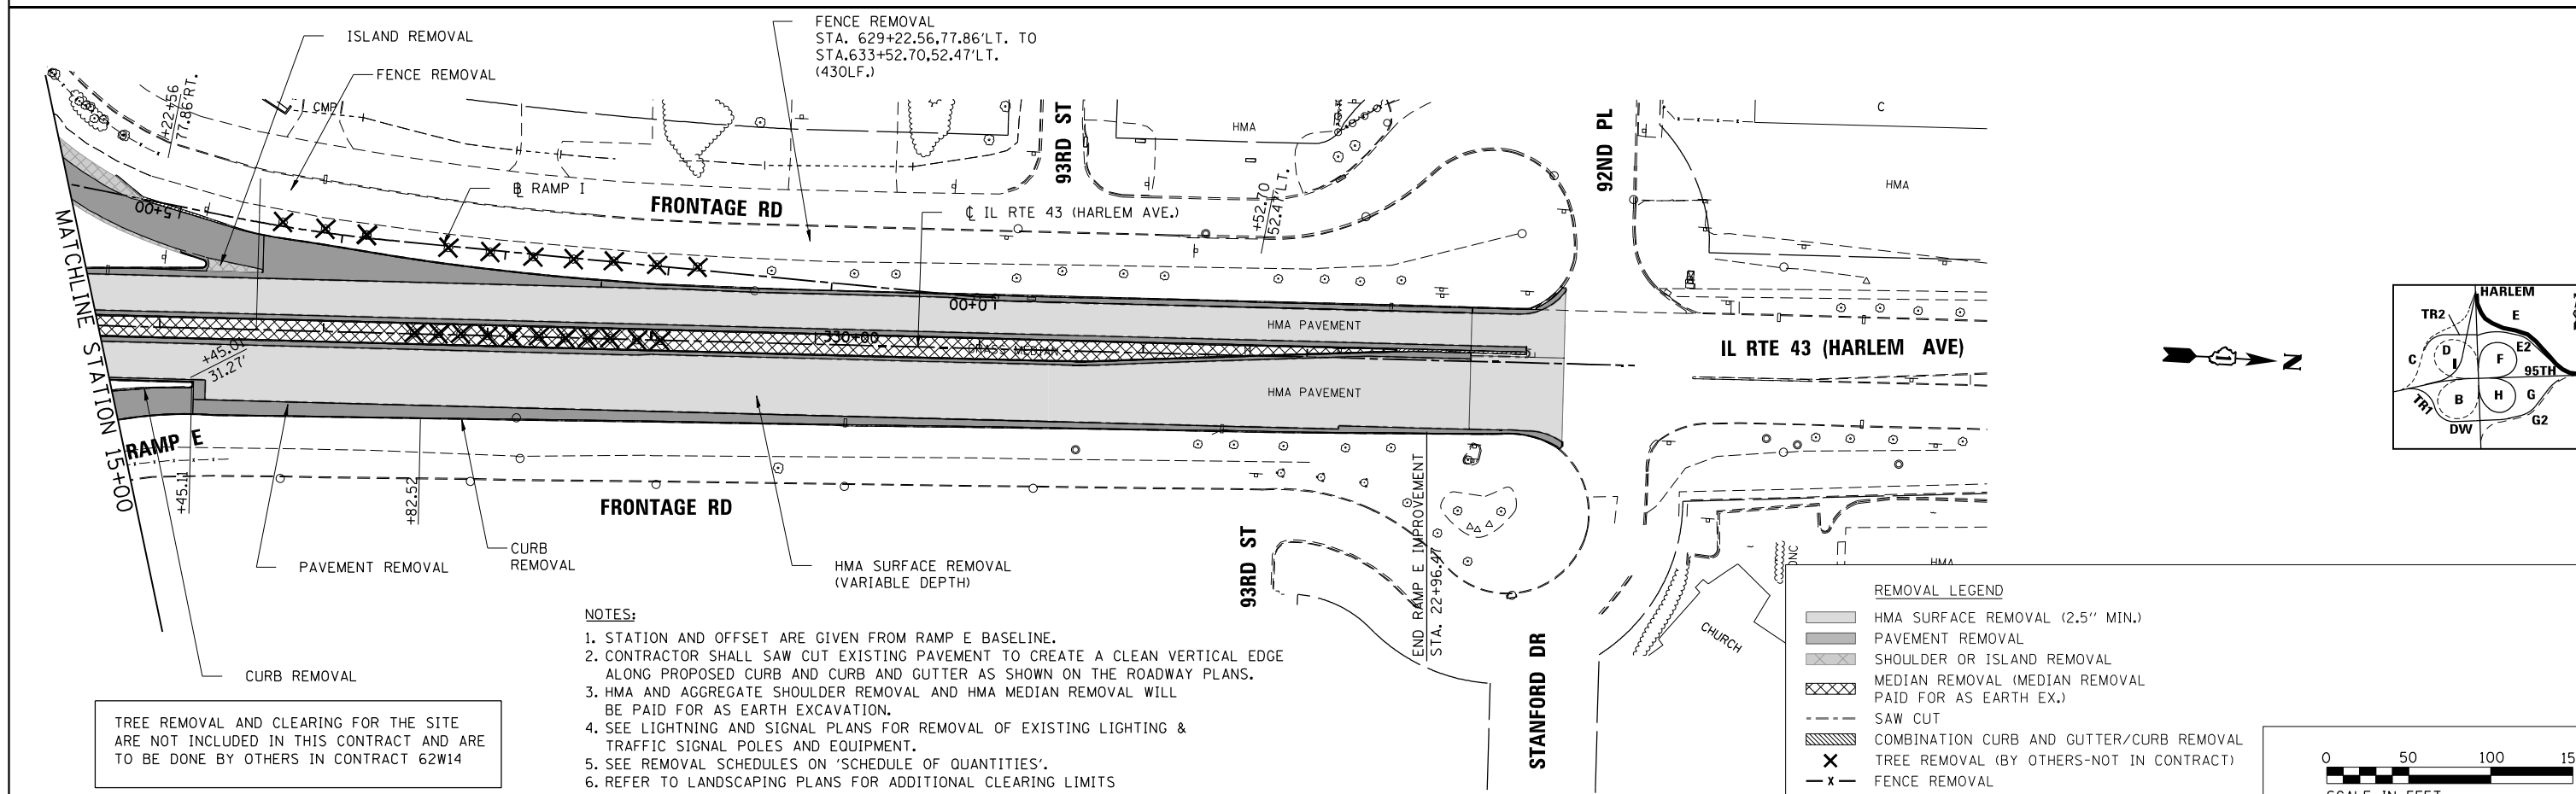 ISLAND REMOVAL
FENCE REMOVAL
FENCE REMOVAL
STA. 629+22.56,77.86'LT. TO
STA.633+52.70,52.47'LT.
(430LF.)
+22+56
77.86'RT.
CMP
93RD ST
HMA
92ND PL
C
HMA
℄ RAMP I
FRONTAGE RD
℄ IL RTE 43 (HARLEM AVE.)
+52.70
52.47'LT.
15+00
10+00
MATCHLINE STATION 15+00
HMA PAVEMENT
330+00
GRASS MEDIAN
+45.01
31.27'
IL RTE 43 (HARLEM AVE)
N
HMA PAVEMENT
RAMP E
+45.11
+82.52
FRONTAGE RD
CURB
REMOVAL
PAVEMENT REMOVAL
HMA SURFACE REMOVAL
(VARIABLE DEPTH)
CURB REMOVAL
93RD ST
END RAMP E IMPROVEMENT
STA. 22+96.47
STANFORD DR
CHURCH
HMA
HARLEM
TR2
E
C
D
I
F
E2
95TH
B
H
G
TR1
DW
G2
TREE REMOVAL AND CLEARING FOR THE SITE
ARE NOT INCLUDED IN THIS CONTRACT AND ARE
TO BE DONE BY OTHERS IN CONTRACT 62W14
NOTES:
1. STATION AND OFFSET ARE GIVEN FROM RAMP E BASELINE.
2. CONTRACTOR SHALL SAW CUT EXISTING PAVEMENT TO CREATE A CLEAN VERTICAL EDGE
ALONG PROPOSED CURB AND CURB AND GUTTER AS SHOWN ON THE ROADWAY PLANS.
3. HMA AND AGGREGATE SHOULDER REMOVAL AND HMA MEDIAN REMOVAL WILL
BE PAID FOR AS EARTH EXCAVATION.
4. SEE LIGHTNING AND SIGNAL PLANS FOR REMOVAL OF EXISTING LIGHTING &
TRAFFIC SIGNAL POLES AND EQUIPMENT.
5. SEE REMOVAL SCHEDULES ON 'SCHEDULE OF QUANTITIES'.
6. REFER TO LANDSCAPING PLANS FOR ADDITIONAL CLEARING LIMITS
REMOVAL LEGEND
HMA SURFACE REMOVAL (2.5" MIN.)
PAVEMENT REMOVAL
SHOULDER OR ISLAND REMOVAL
MEDIAN REMOVAL (MEDIAN REMOVAL
PAID FOR AS EARTH EX.)
SAW CUT
COMBINATION CURB AND GUTTER/CURB REMOVAL
TREE REMOVAL (BY OTHERS-NOT IN CONTRACT)
FENCE REMOVAL
0 50 100
SCALE IN FEET